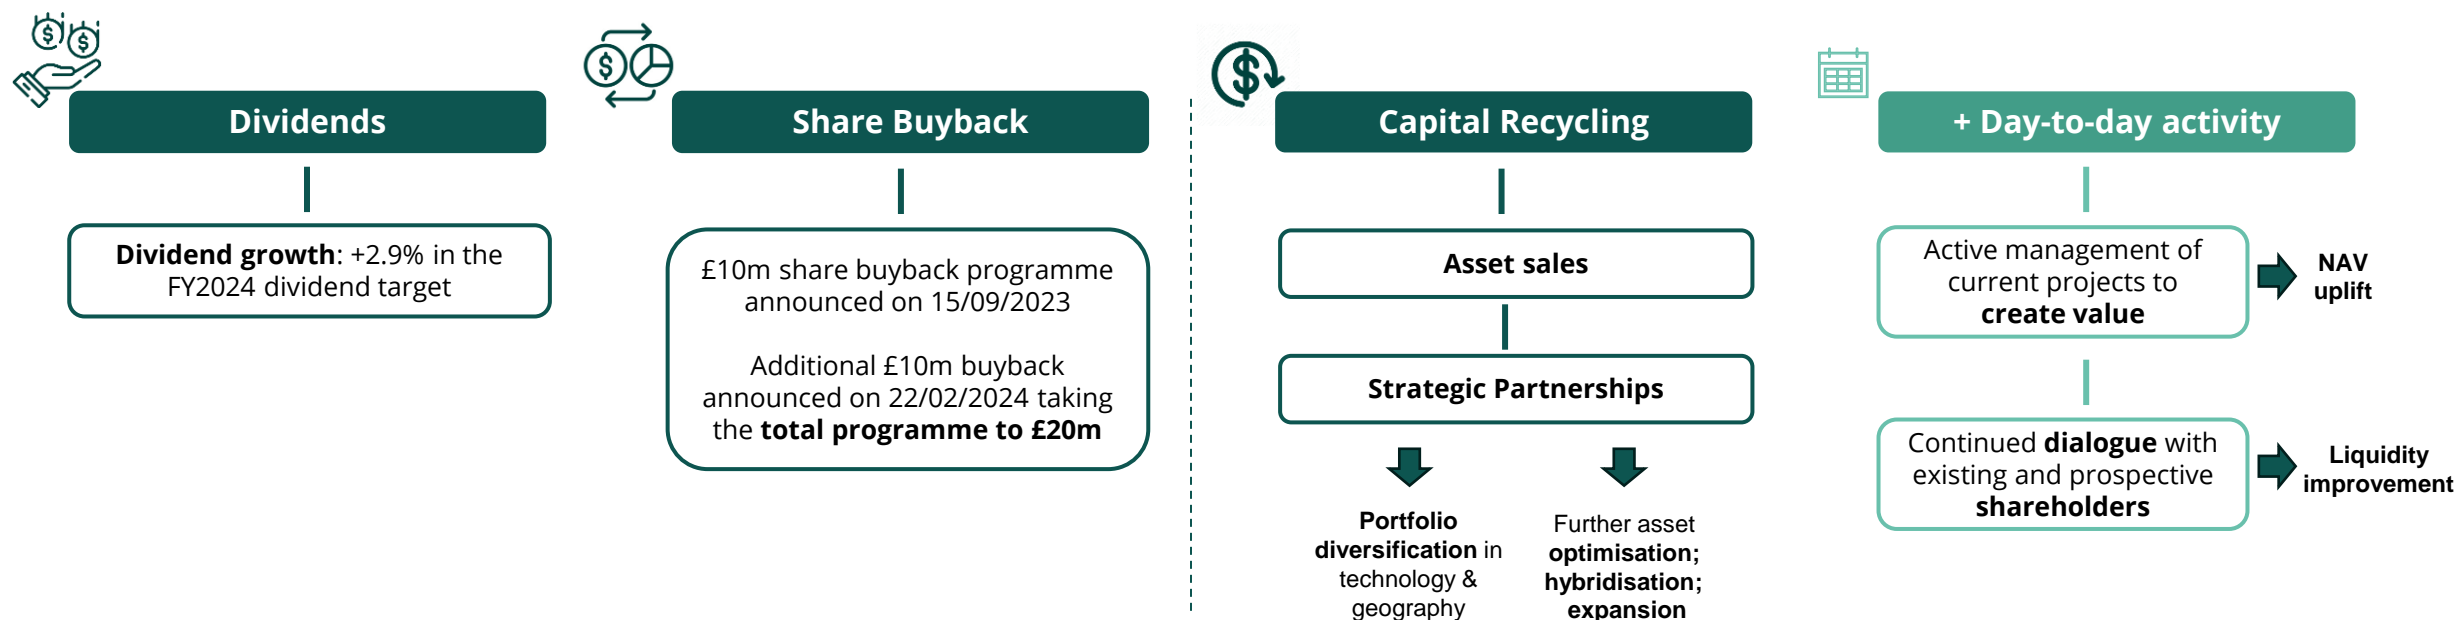 Dividends
Dividend growth: +2.9% in the
FY2024 dividend target
Share Buyback
£10m share buyback programme
announced on 15/09/2023
Additional £10m buyback
announced on 22/02/2024 taking
the total programme to £20m
Capital Recycling
Asset sales
Strategic Partnerships
Portfolio
diversification in
technology &
geography
Further asset
optimisation;
hybridisation;
expansion
+ Day-to-day activity
Active management of
current projects to
create value
NAV
uplift
Continued dialogue with
existing and prospective
shareholders
Liquidity
improvement